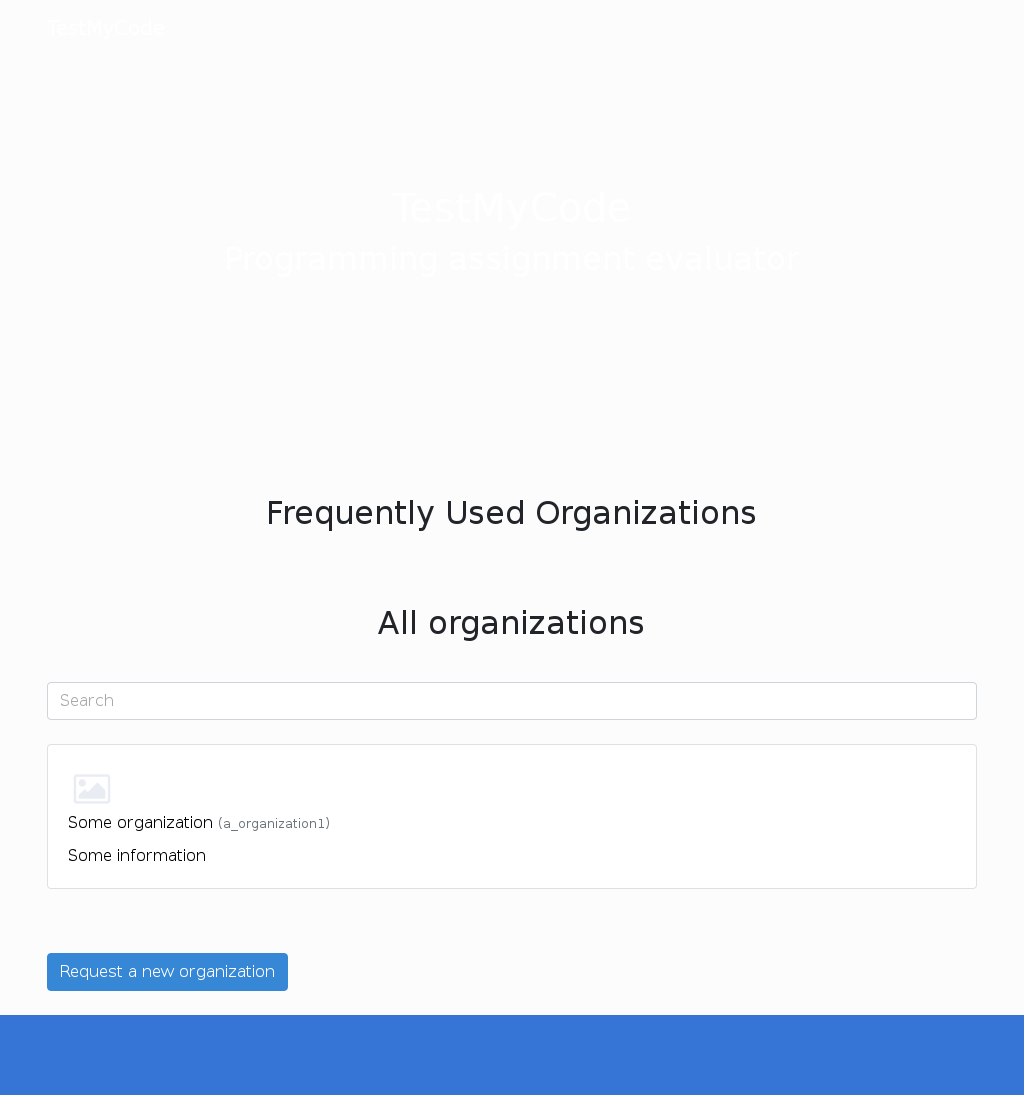 TestMyCode
TestMyCode
Programming assignment evaluator
Frequently Used Organizations
All organizations
Search
Some organization (a_organization1)
Some information
Request a new organization